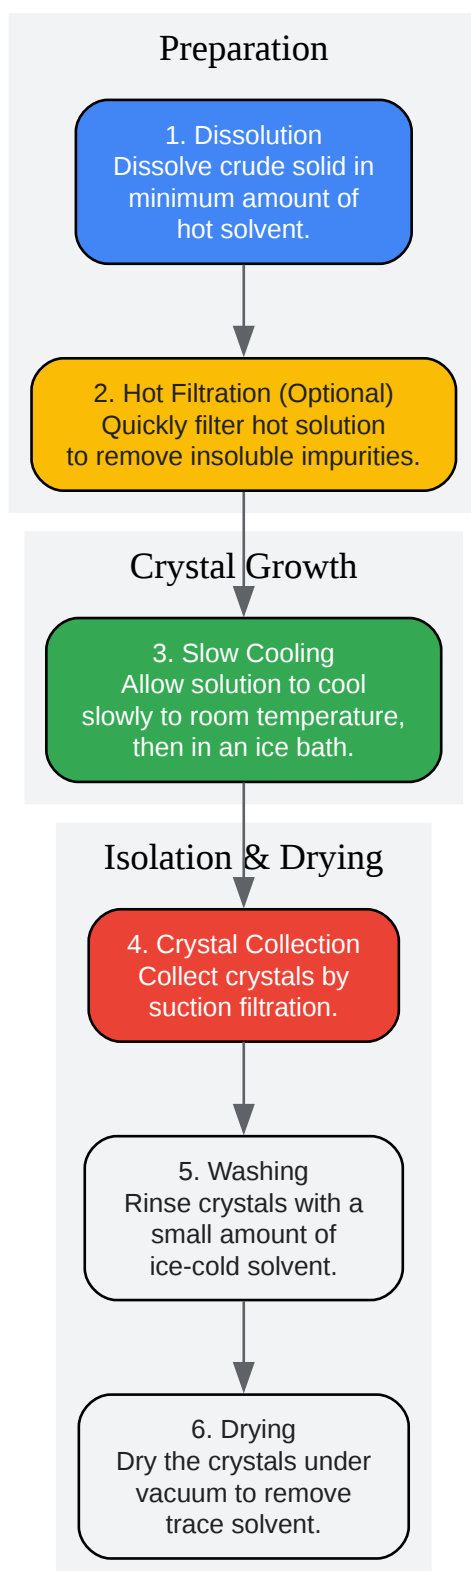 Preparation
1. Dissolution
Dissolve crude solid in
minimum amount of
hot solvent.
2. Hot Filtration (Optional)
Quickly filter hot solution
to remove insoluble impurities.
Crystal Growth
3. Slow Cooling
Allow solution to cool
slowly to room temperature,
then in an ice bath.
Isolation & Drying
4. Crystal Collection
Collect crystals by
suction filtration.
5. Washing
Rinse crystals with a
small amount of
ice-cold solvent.
6. Drying
Dry the crystals under
vacuum to remove
trace solvent.